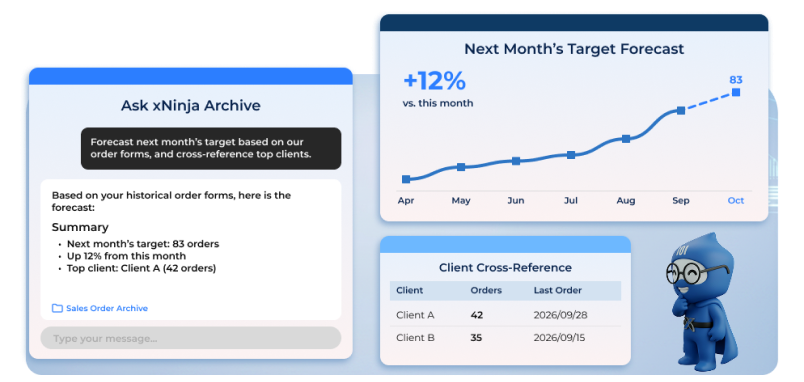 Ask xNinja Archive
Forecast next month's target based on our
order forms, and cross-reference top clients.
Based on your historical order forms, here is the
forecast:
Summary
• Next month's target: 83 orders
• Up 12% from this month
• Top client: Client A (42 orders)
Sales Order Archive
Type your message...
Next Month's Target Forecast
+12%
vs. this month
83
Apr May Jun Jul Aug Sep Oct
Client Cross-Reference
Client Orders Last Order
Client A 42 2026/09/28
Client B 35 2026/09/15